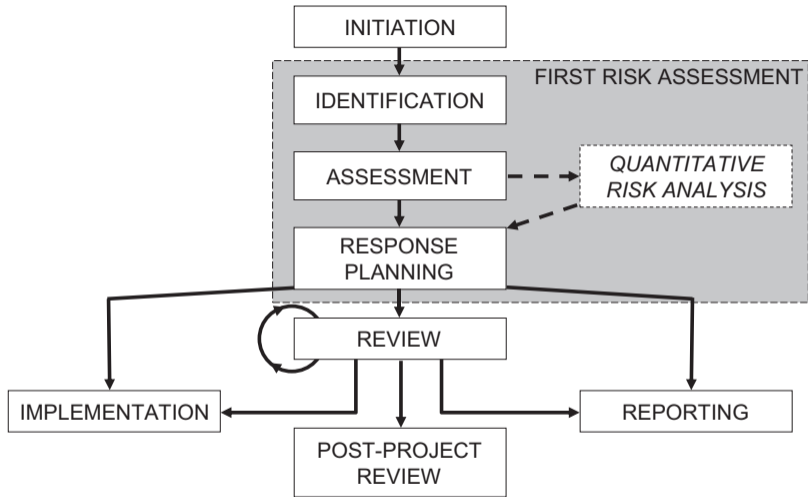 INITIATION
FIRST RISK ASSESSMENT
IDENTIFICATION
ASSESSMENT
QUANTITATIVE
RISK ANALYSIS
RESPONSE
PLANNING
REVIEW
IMPLEMENTATION
REPORTING
POST-PROJECT
REVIEW